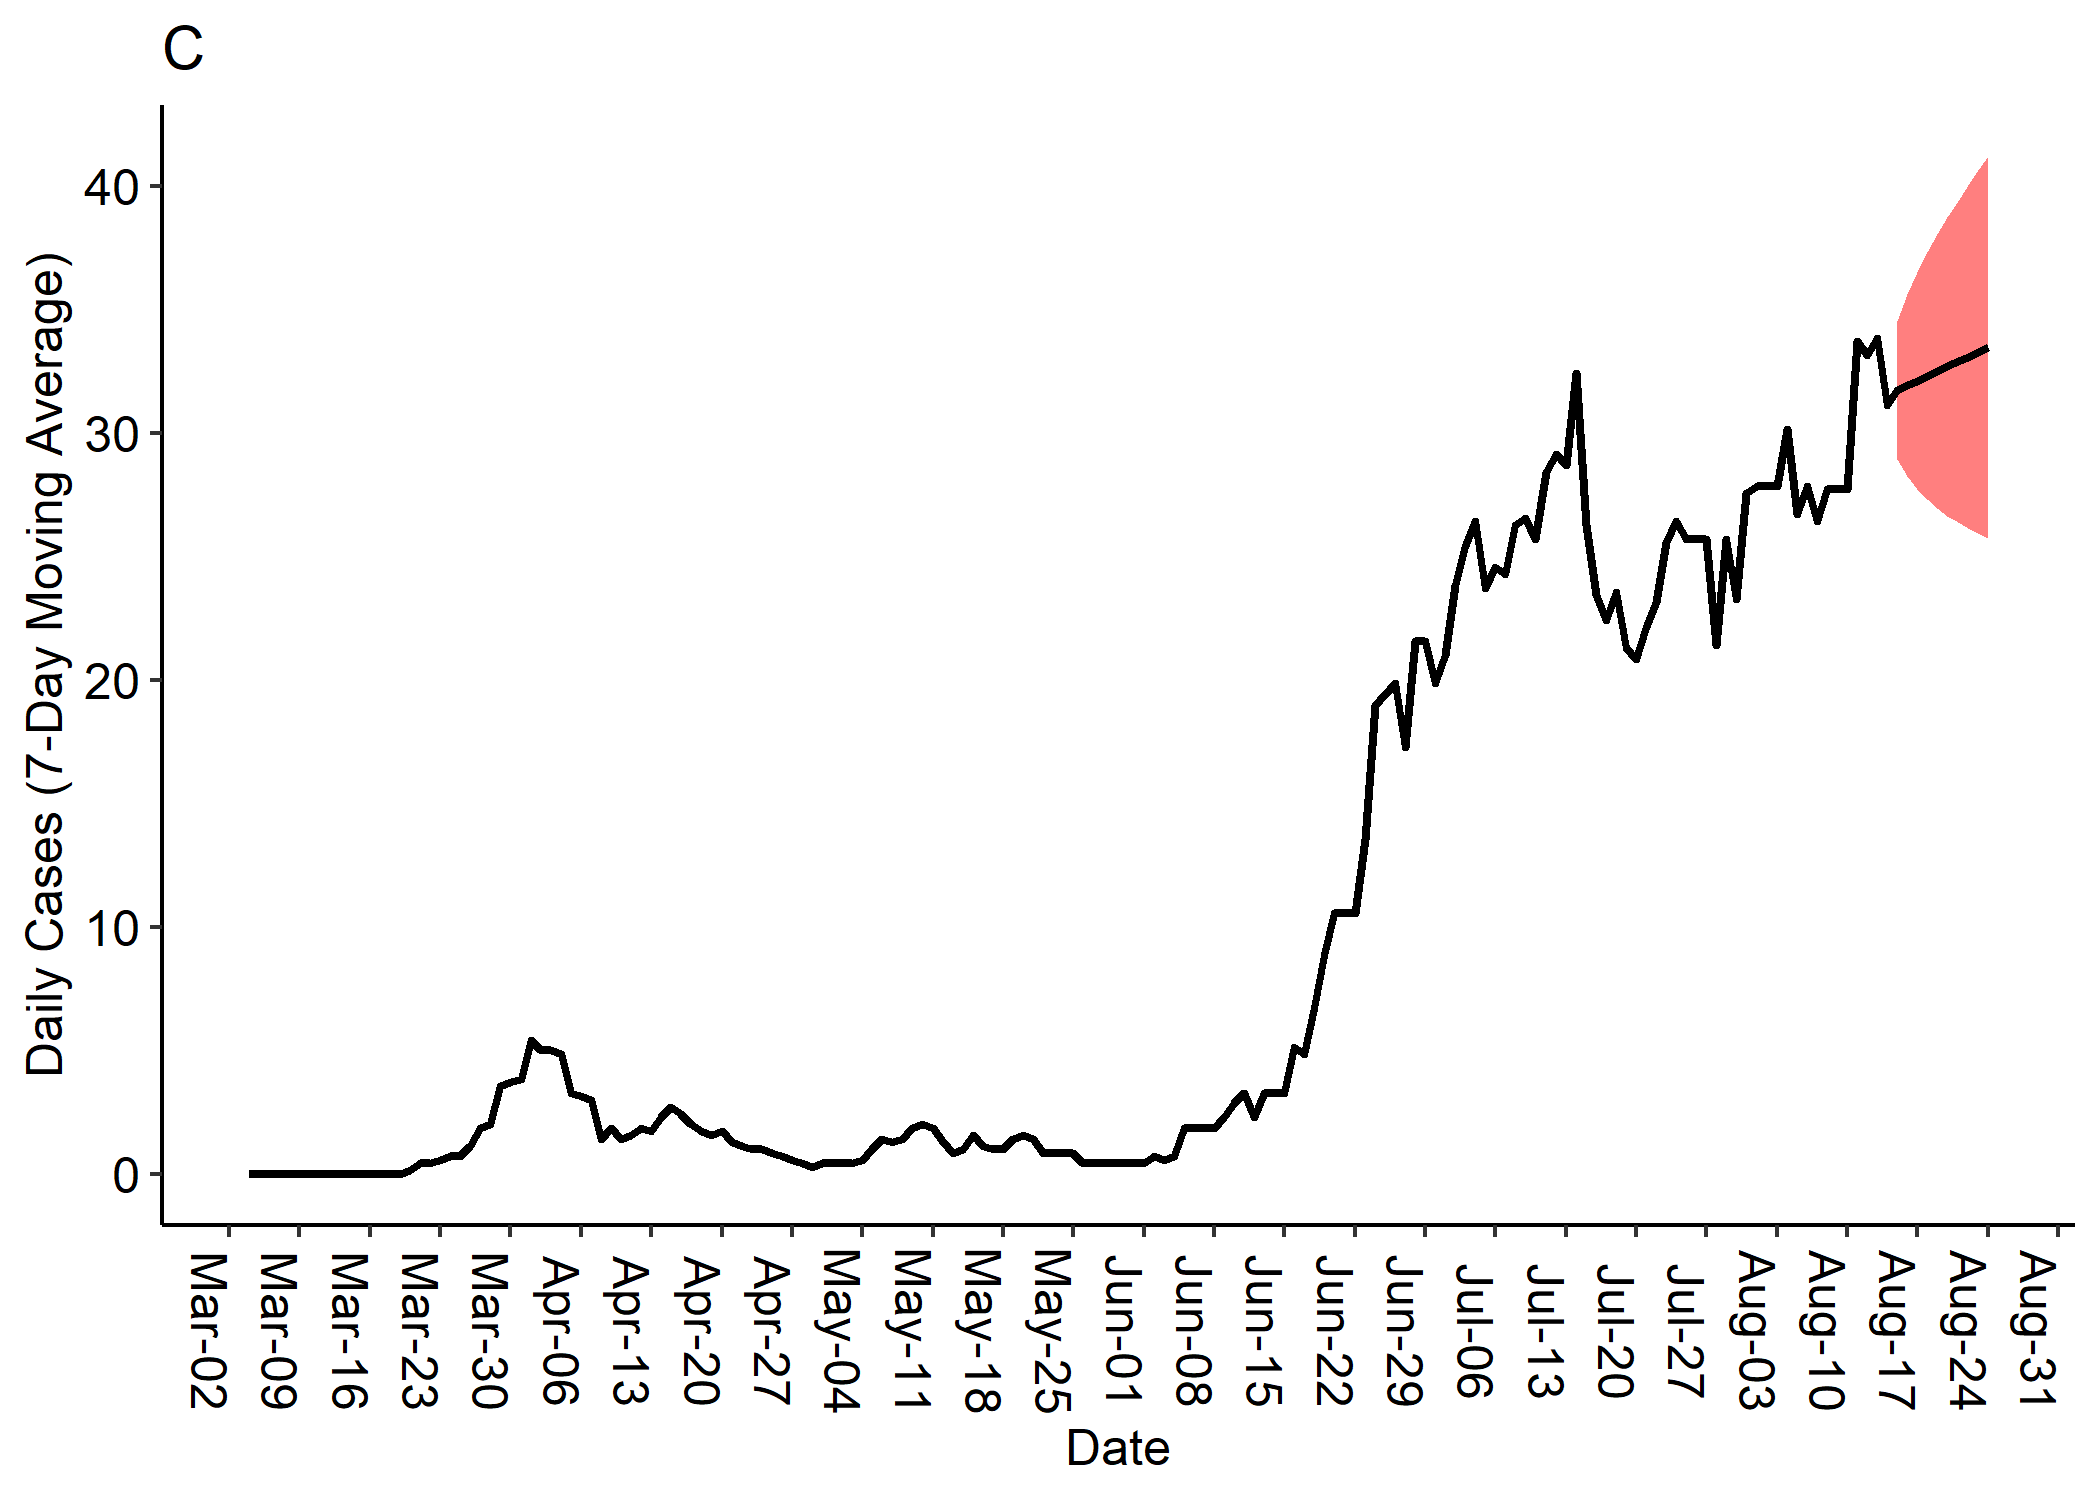 C
Daily Cases (7-Day Moving Average)
40
30
20
10
0
Mar-02
Mar-09
Mar-16
Mar-23
Mar-30
Apr-06
Apr-13
Apr-20
Apr-27
May-04
May-11
May-18
May-25
Jun-01
Jun-08
Jun-15
Jun-22
Jun-29
Jul-06
Jul-13
Jul-20
Jul-27
Aug-03
Aug-10
Aug-17
Aug-24
Aug-31
Date